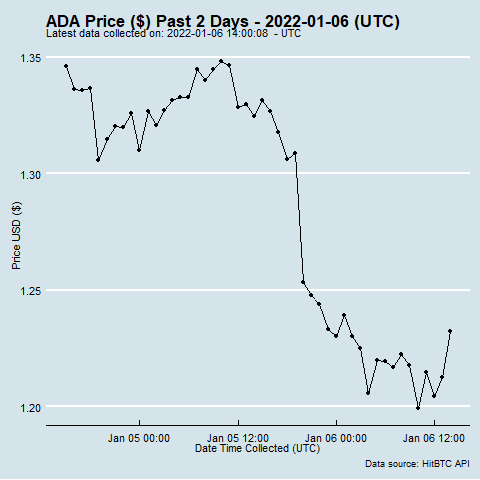 ADA Price ($) Past 2 Days - 2022-01-06 (UTC)
Latest data collected on: 2022-01-06 14:00:08 - UTC
1.35
1.30
1.25
1.20
Price USD ($)
Jan 05 00:00 Jan 05 12:00 Jan 06 00:00 Jan 06 12:00
Date Time Collected (UTC)
Data source: HitBTC API